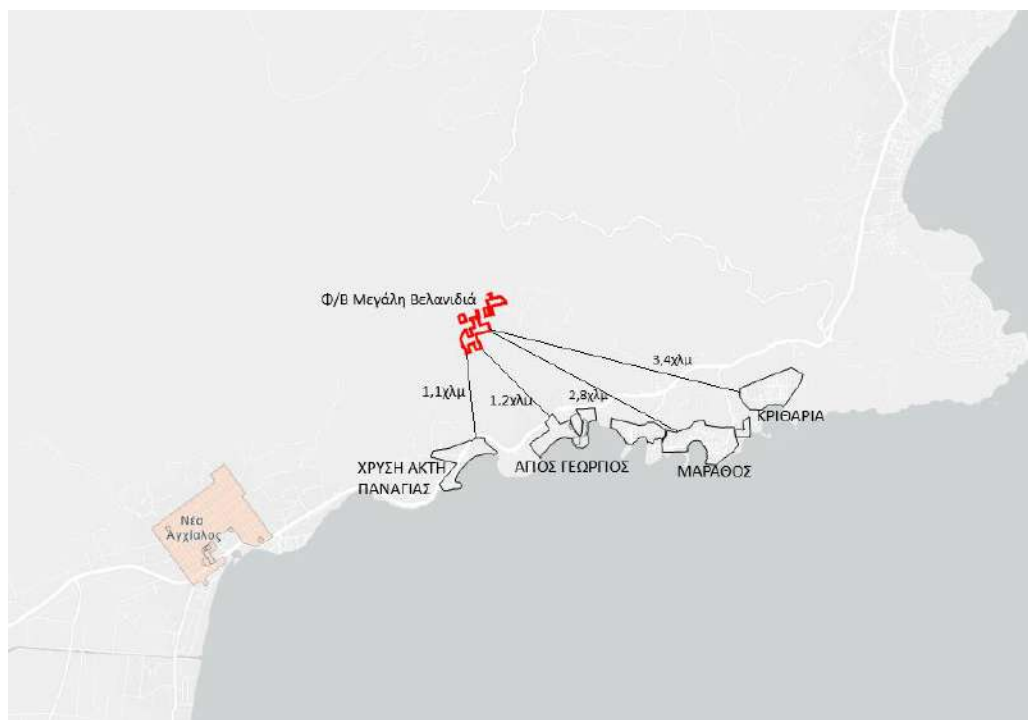 Φ/Β Μεγάλη Βελανιδιά
3,4χλμ
1,1χλμ
1.2χλμ
2,8χλμ
ΚΡΙΘΑΡΙΑ
ΧΡΥΣΗ ΑΚΤΗ
ΠΑΝΑΓΙΑΣ
ΑΓΙΟΣ ΓΕΩΡΓΙΟΣ
ΜΑΡΑΘΟΣ
Νέα
Αγχίαλος